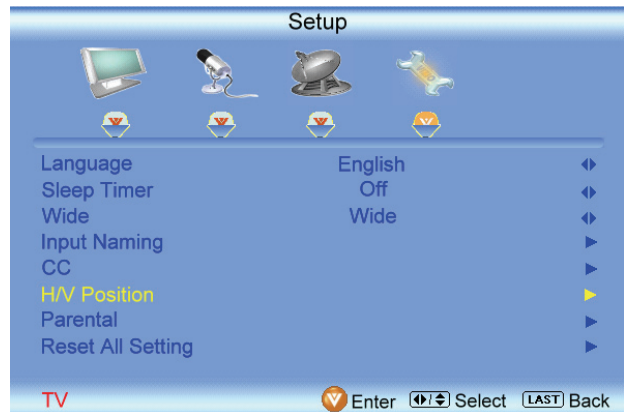 Setup
Language English
Sleep Timer Off
Wide Wide
Input Naming
CC
H/V Position
Parental
Reset All Setting
TV V Enter / Select LAST Back